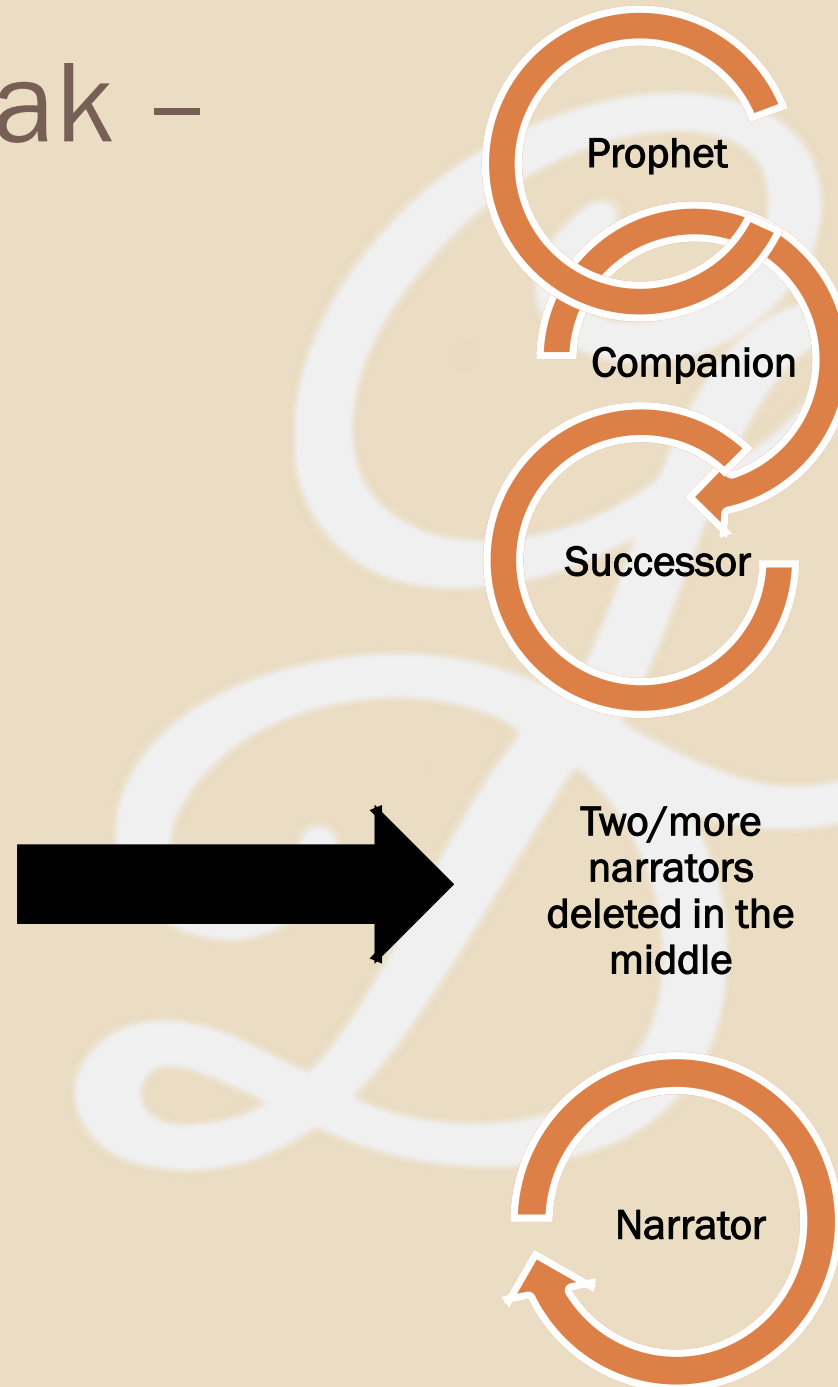 ak –
Prophet
Companion
Successor
Two/more
narrators
deleted in the
middle
Narrator